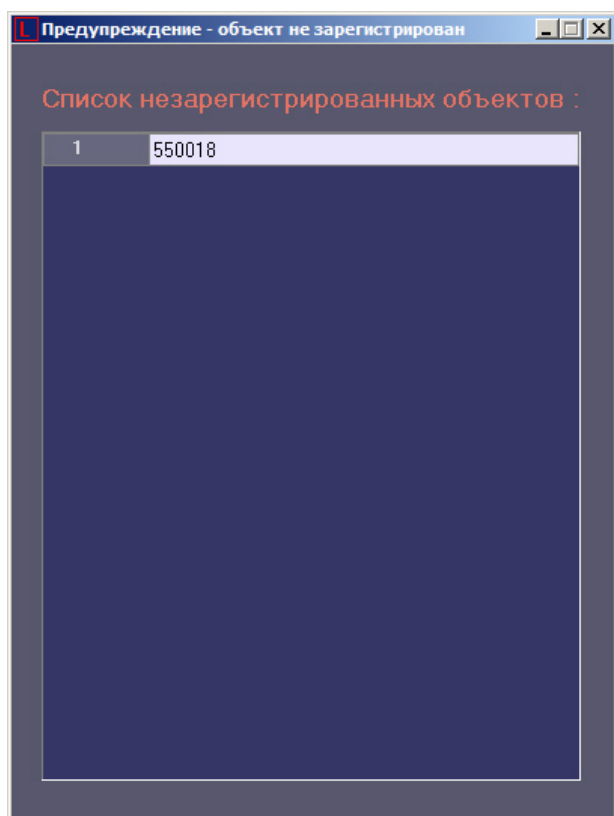 L Предупреждение - объект не зарегистрирован
Список незарегистрированных объектов :
1 550018